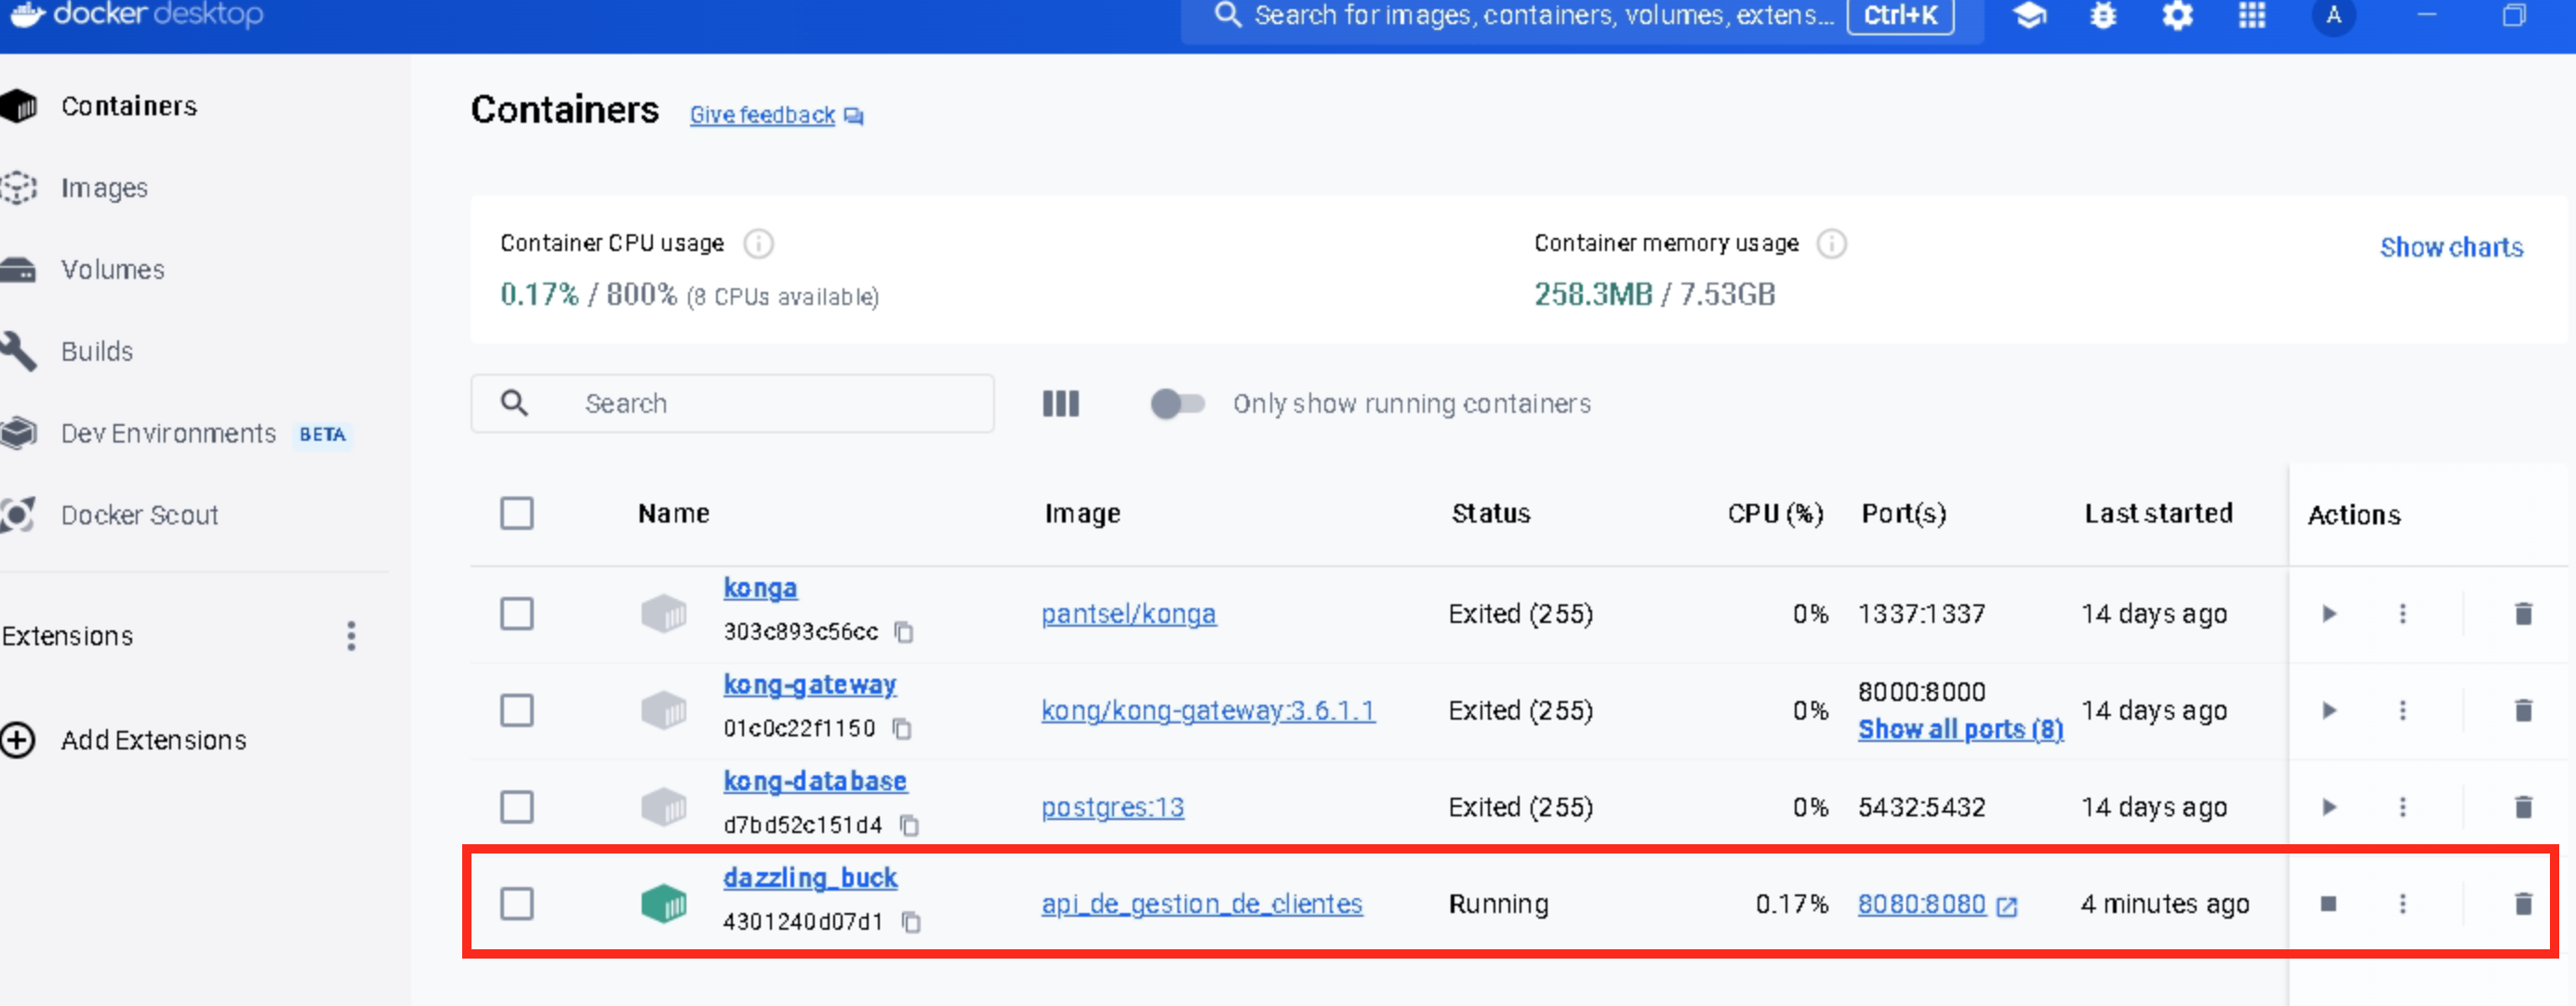 docker desktop
Search for images, containers, volumes, extens... Ctrl+K
A
Containers
Images
Volumes
Builds
Dev Environments BETA
Docker Scout
Extensions
Add Extensions
Containers Give feedback
Container CPU usage
0.17% / 800% (8 CPUs available)
Container memory usage
258.3MB / 7.53GB
Show charts
Search
Only show running containers
Name Image Status CPU (%) Port(s) Last started Actions
konga
303c893c56cc
pantsel/konga Exited (255) 0% 1337:1337 14 days ago
kong-gateway
01c0c22f1150
kong/kong-gateway:3.6.1.1 Exited (255) 0% 8000:8000
Show all ports (8)
14 days ago
kong-database
d7bd52c151d4
postgres:13 Exited (255) 0% 5432:5432 14 days ago
dazzling_buck
4301240d07d1
api_de_gestion_de_clientes Running 0.17% 8080:8080 4 minutes ago